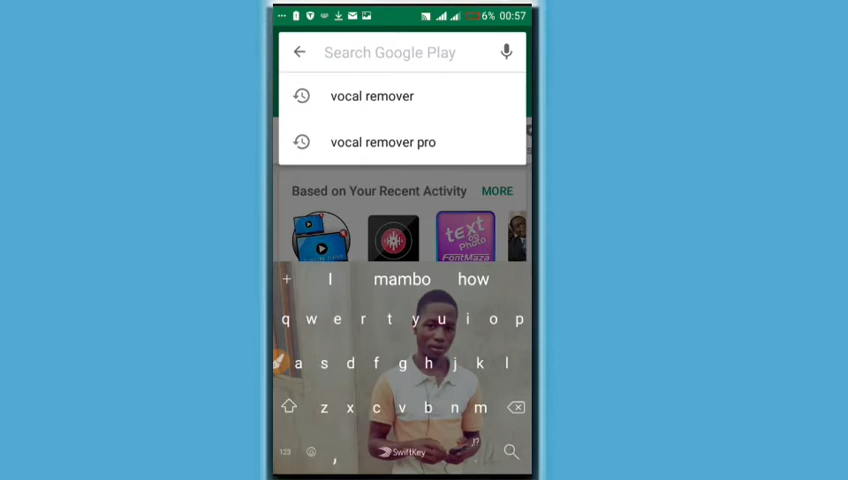 6% 00:57
Search Google Play
vocal remover
vocal remover pro
Based on Your Recent Activity MORE
text
on
Photo
FontMaza
I mambo how
q w e r t y u i o p
a s d f g h j k l
z x c v b n m
123 , SwiftKey !?